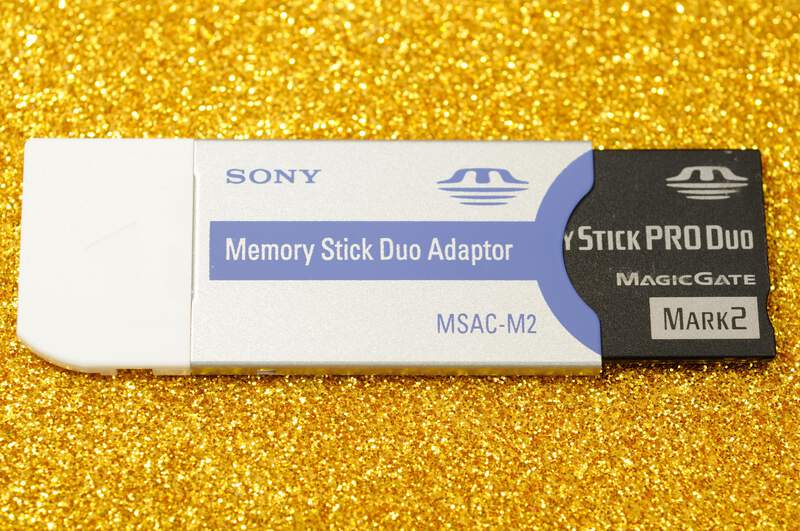 SONY
Memory Stick Duo Adaptor
MSAC-M2
Y STICK PRO DUO
MAGICGATE
MARK2